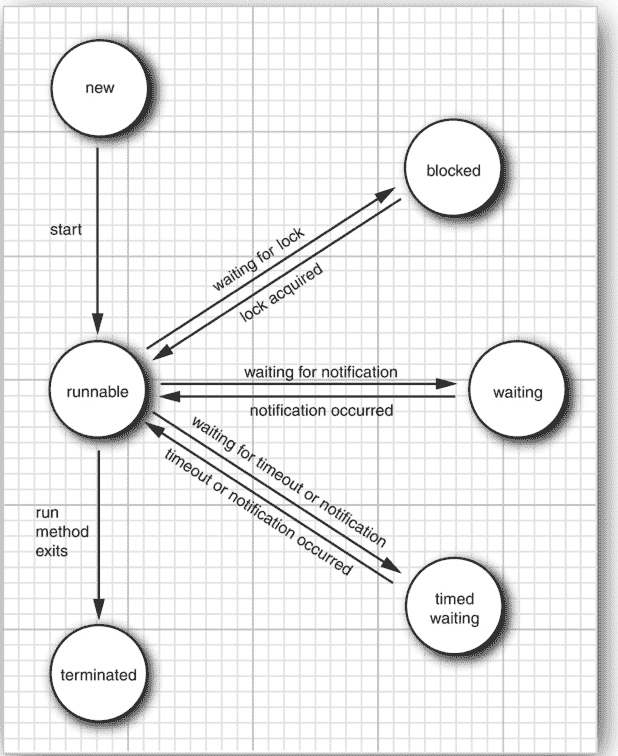 new
start
blocked
waiting for lock
lock acquired
runnable
waiting for notification
notification occurred
waiting
waiting for timeout or notification
timeout or notification occurred
run
method
exits
timed
waiting
terminated